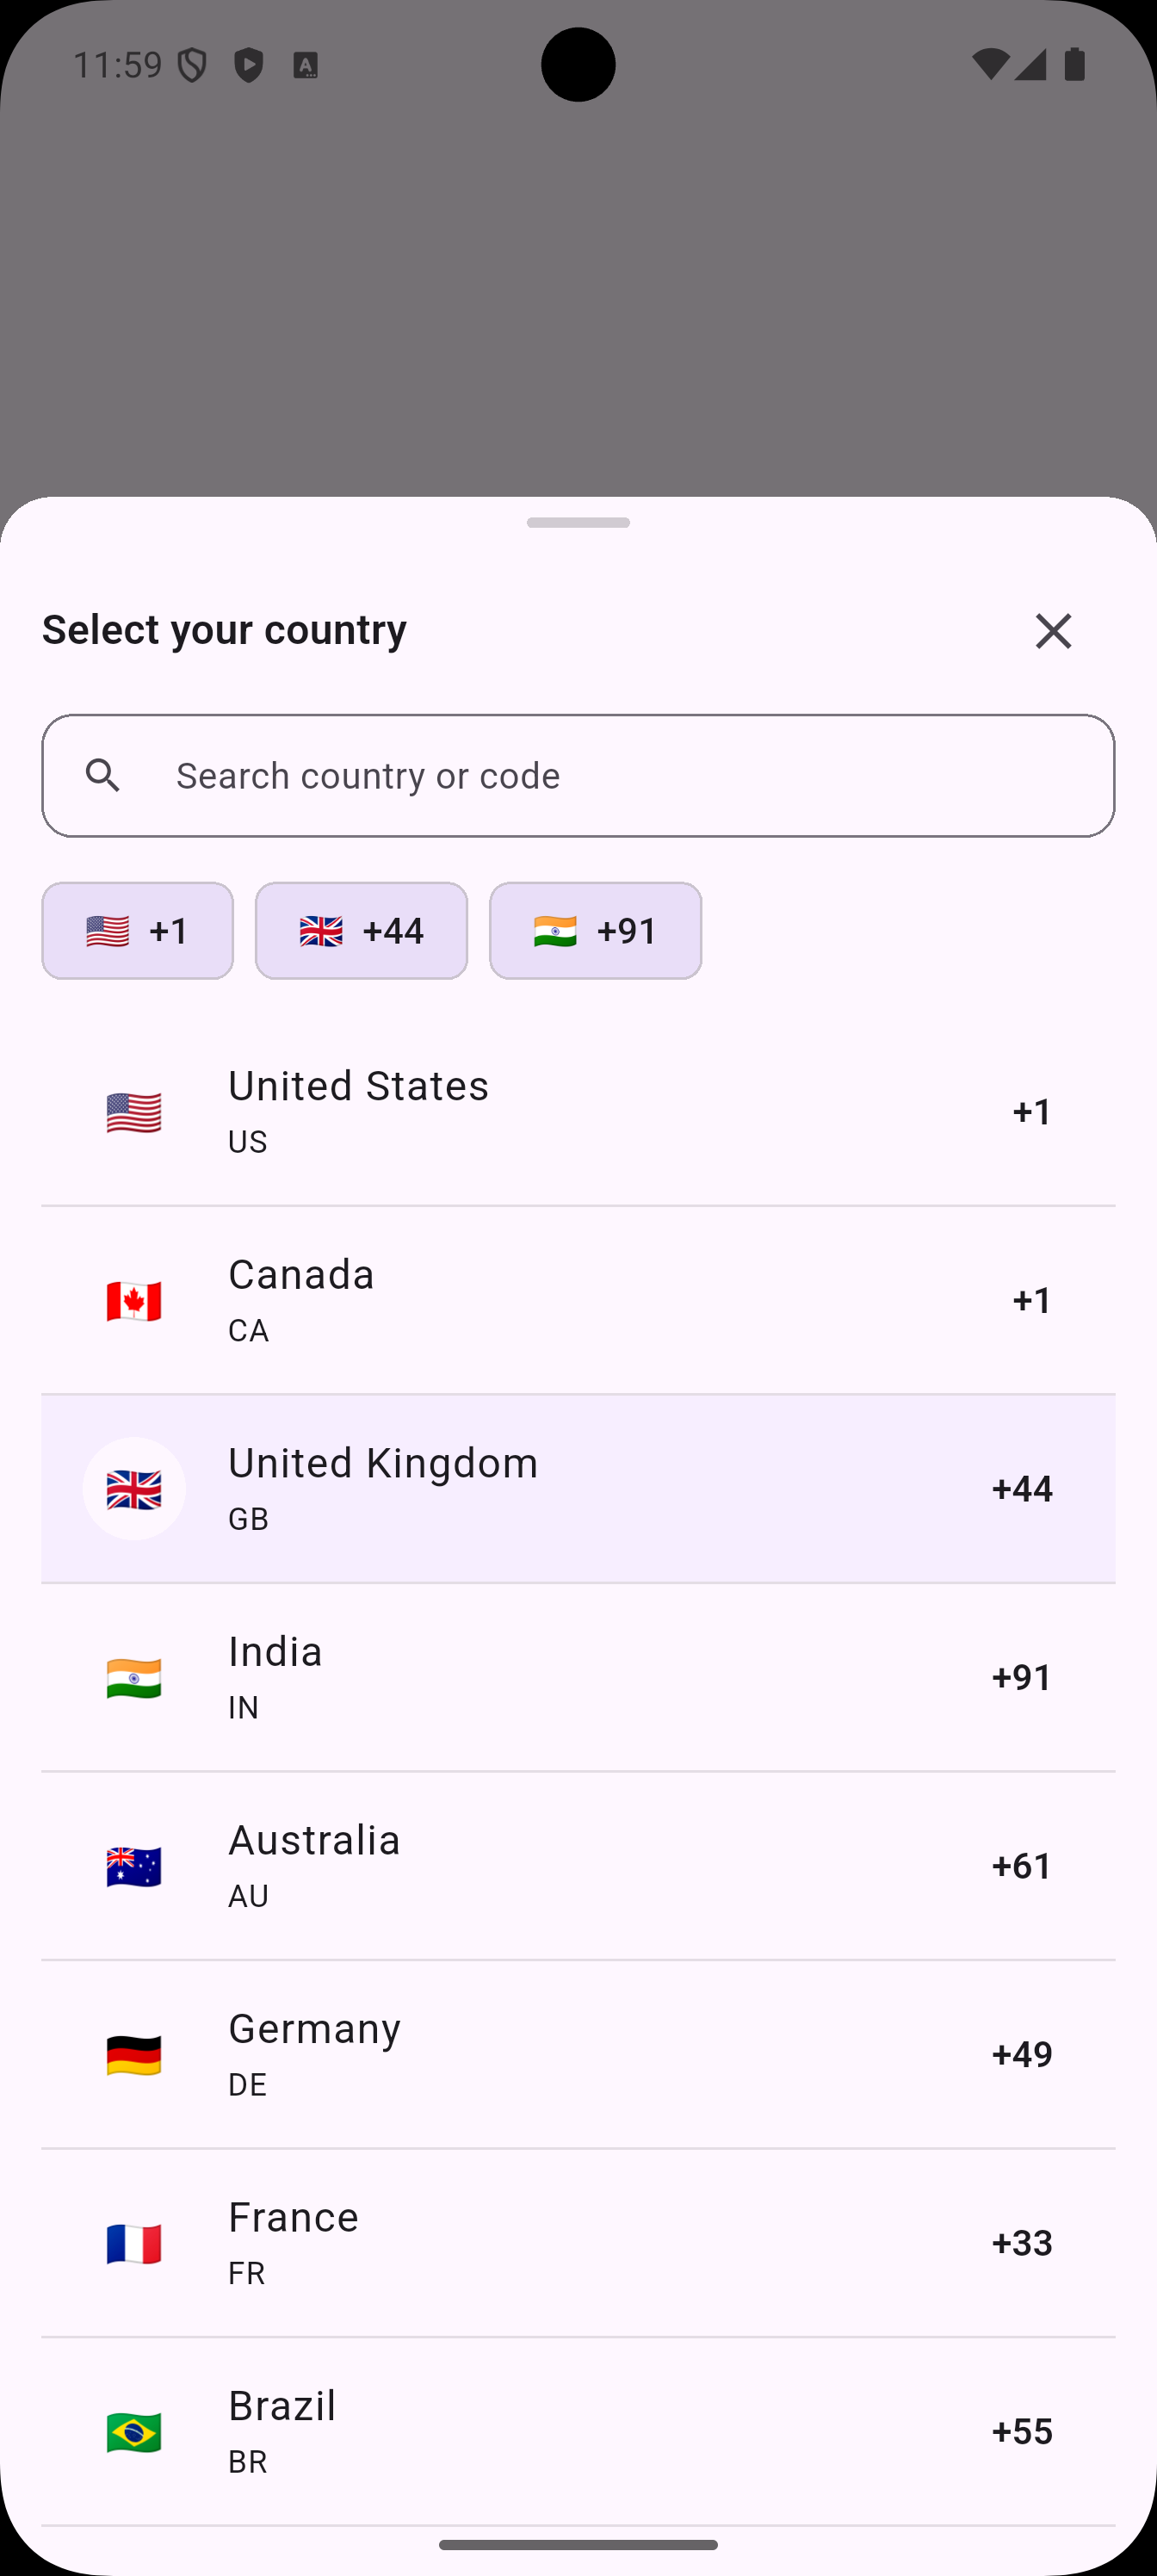 11:59
Select your country
Search country or code
+1 +44 +91
United States
US
+1
Canada
CA
+1
United Kingdom
GB
+44
India
IN
+91
Australia
AU
+61
Germany
DE
+49
France
FR
+33
Brazil
BR
+55